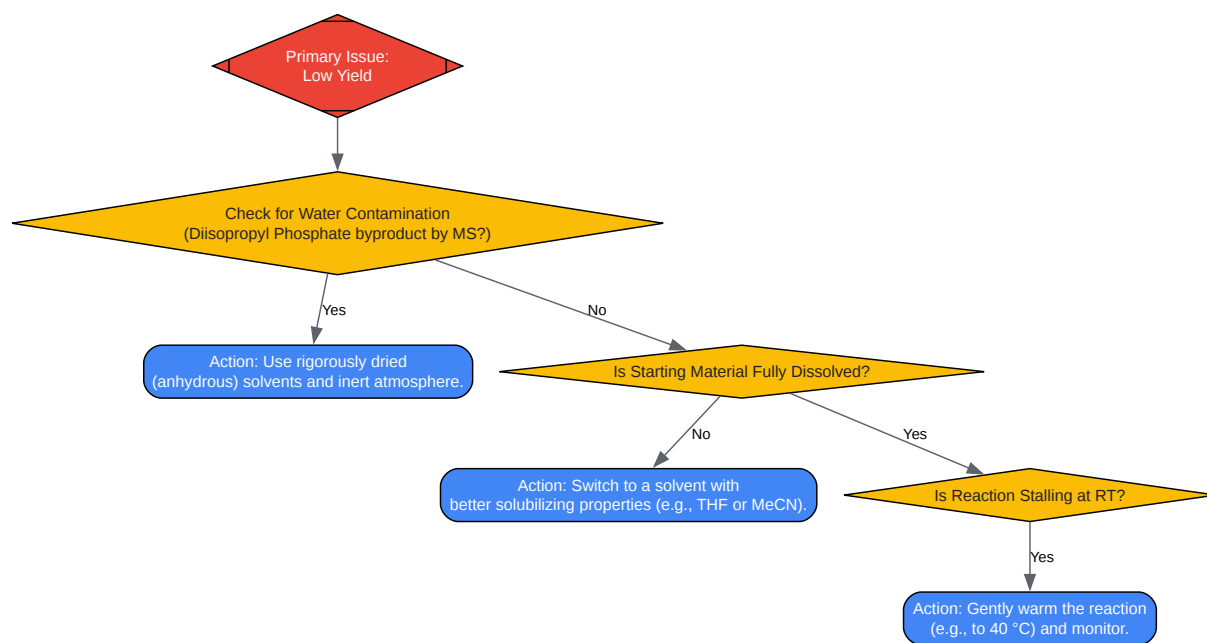 Primary Issue:
Low Yield
Check for Water Contamination
(Diisopropyl Phosphate byproduct by MS?)
Yes
No
Action: Use rigorously dried
(anhydrous) solvents and inert atmosphere.
Is Starting Material Fully Dissolved?
No
Yes
Action: Switch to a solvent with
better solubilizing properties (e.g., THF or MeCN).
Is Reaction Stalling at RT?
Yes
Action: Gently warm the reaction
(e.g., to 40 °C) and monitor.